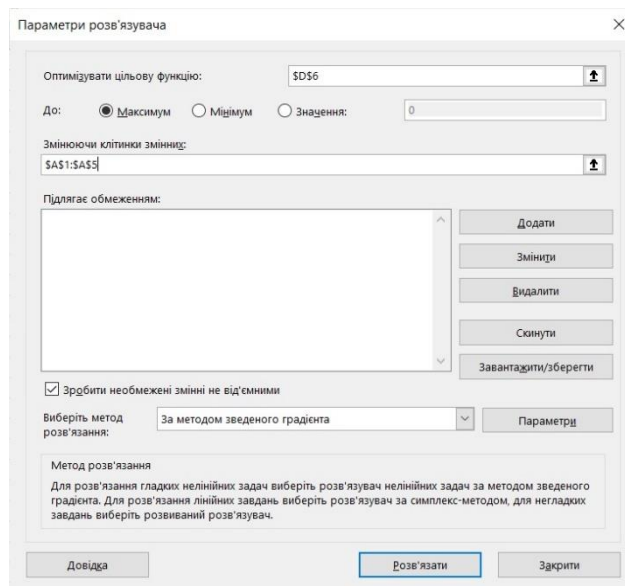 Параметри розв'язувача
Оптимізувати цільову функцію: $D$6
До: Максимум Мінімум Значення: 0
Змінюючи клітинки змінних:
$A$1:$A$5
Підлягає обмеженням:
Додати
Змінити
Видалити
Скинути
Завантажити/зберегти
Зробити необмежені змінні не від'ємними
Виберіть метод розв'язання: За методом зведеного градієнта Параметри
Метод розв'язання
Для розв'язання гладких нелінійних задач виберіть розв'язувач нелінійних задач за методом зведеного
градієнта. Для розв'язання лінійних завдань виберіть розв'язувач за симплекс-методом, для негладких
завдань виберіть розвиваний розв'язувач.
Довідка Розв'язати Закрити